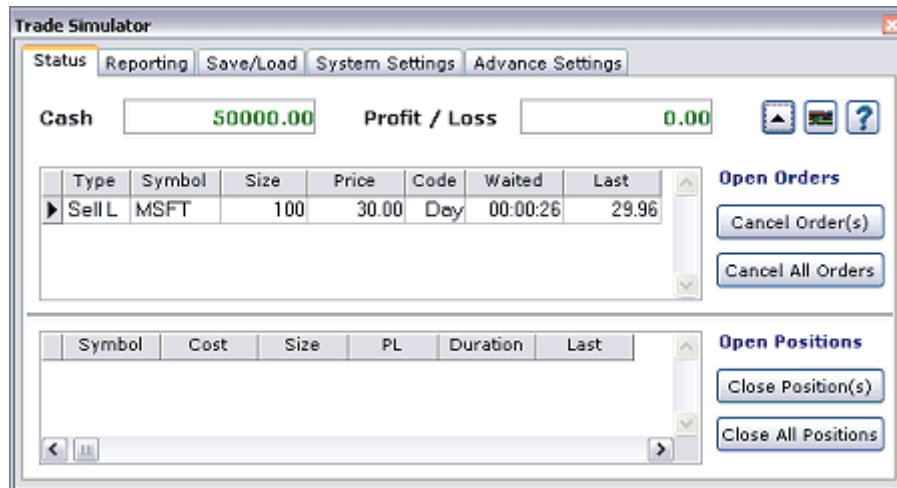 Trade Simulator
Status Reporting Save/Load System Settings Advance Settings
Cash 50000.00 Profit / Loss 0.00 ?
Type Symbol Size Price Code Waited Last
Sell L MSFT 100 30.00 Day 00:00:26 29.96
Open Orders
Cancel Order(s)
Cancel All Orders
Symbol Cost Size PL Duration Last
Open Positions
Close Position(s)
Close All Positions